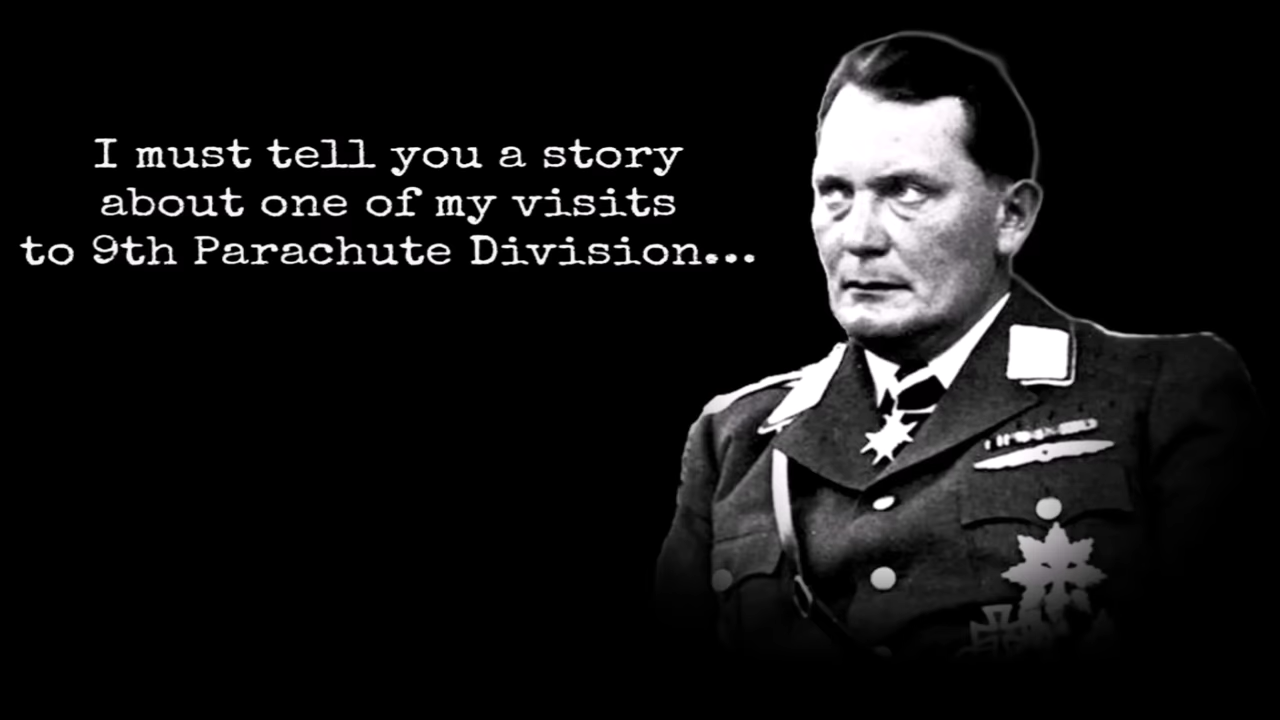 I must tell you a story
about one of my visits
to 9th Parachute Division...